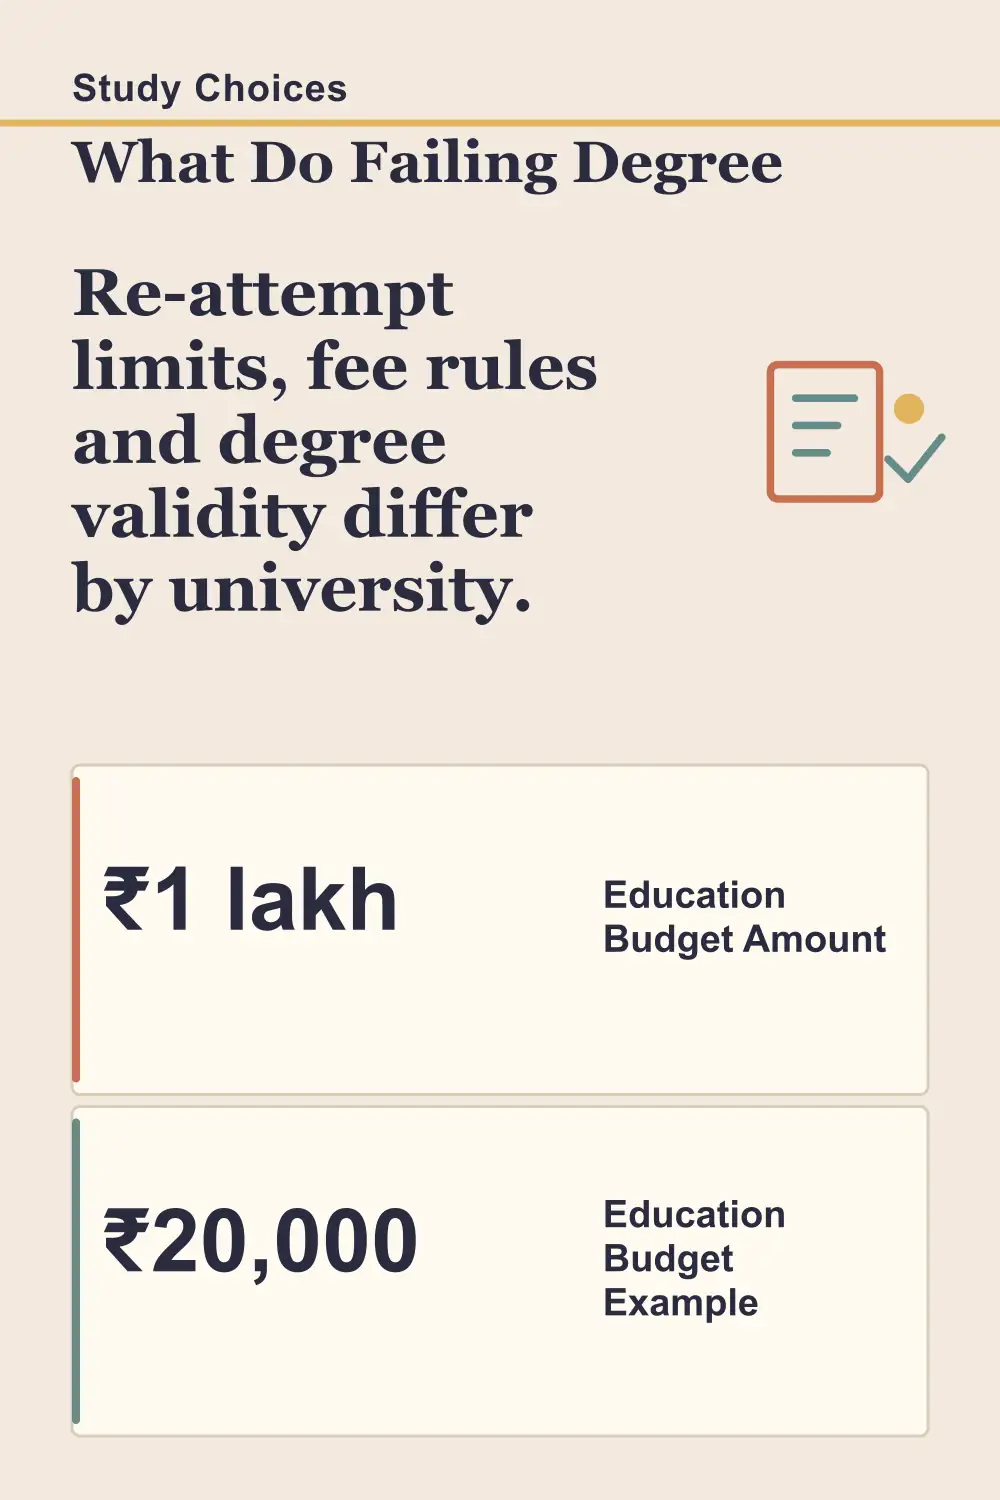 Study Choices
What Do Failing Degree
Re-attempt
limits, fee rules
and degree
validity differ
by university.
₹1 lakh
Education
Budget Amount
₹20,000
Education
Budget
Example